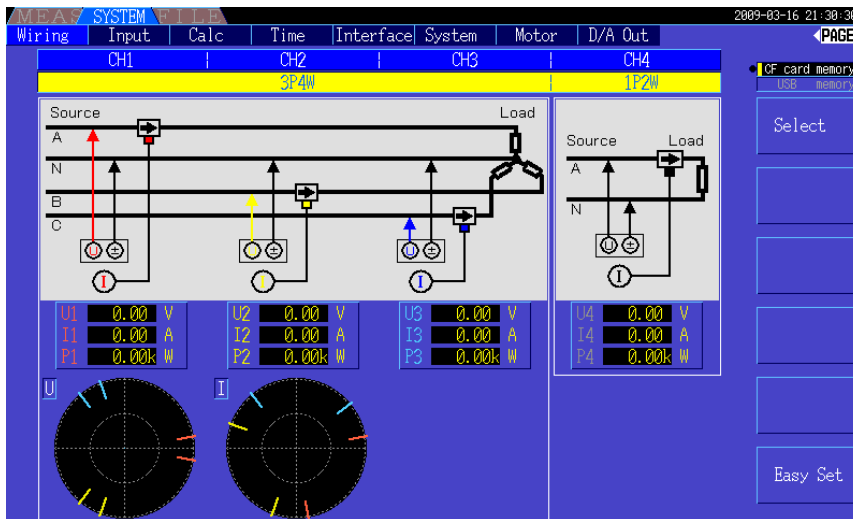 MEAS SYSTEM FILE 2009-03-16 21:30:30
Wiring Input Calc Time Interface System Motor D/A Out PAGE
CH1 CH2 CH3 CH4
3P4W 1P2W
CF card memory
USB memory
Select
Source Load
A
N
B
C
U ± ± U ±
I I I
Source Load
A
N
U ±
I
U1 0.00 V U2 0.00 V U3 0.00 V U4 0.00 V
I1 0.00 A I2 0.00 A I3 0.00 A I4 0.00 A
P1 0.00k W P2 0.00k W P3 0.00k W P4 0.00k W
U I
Easy Set